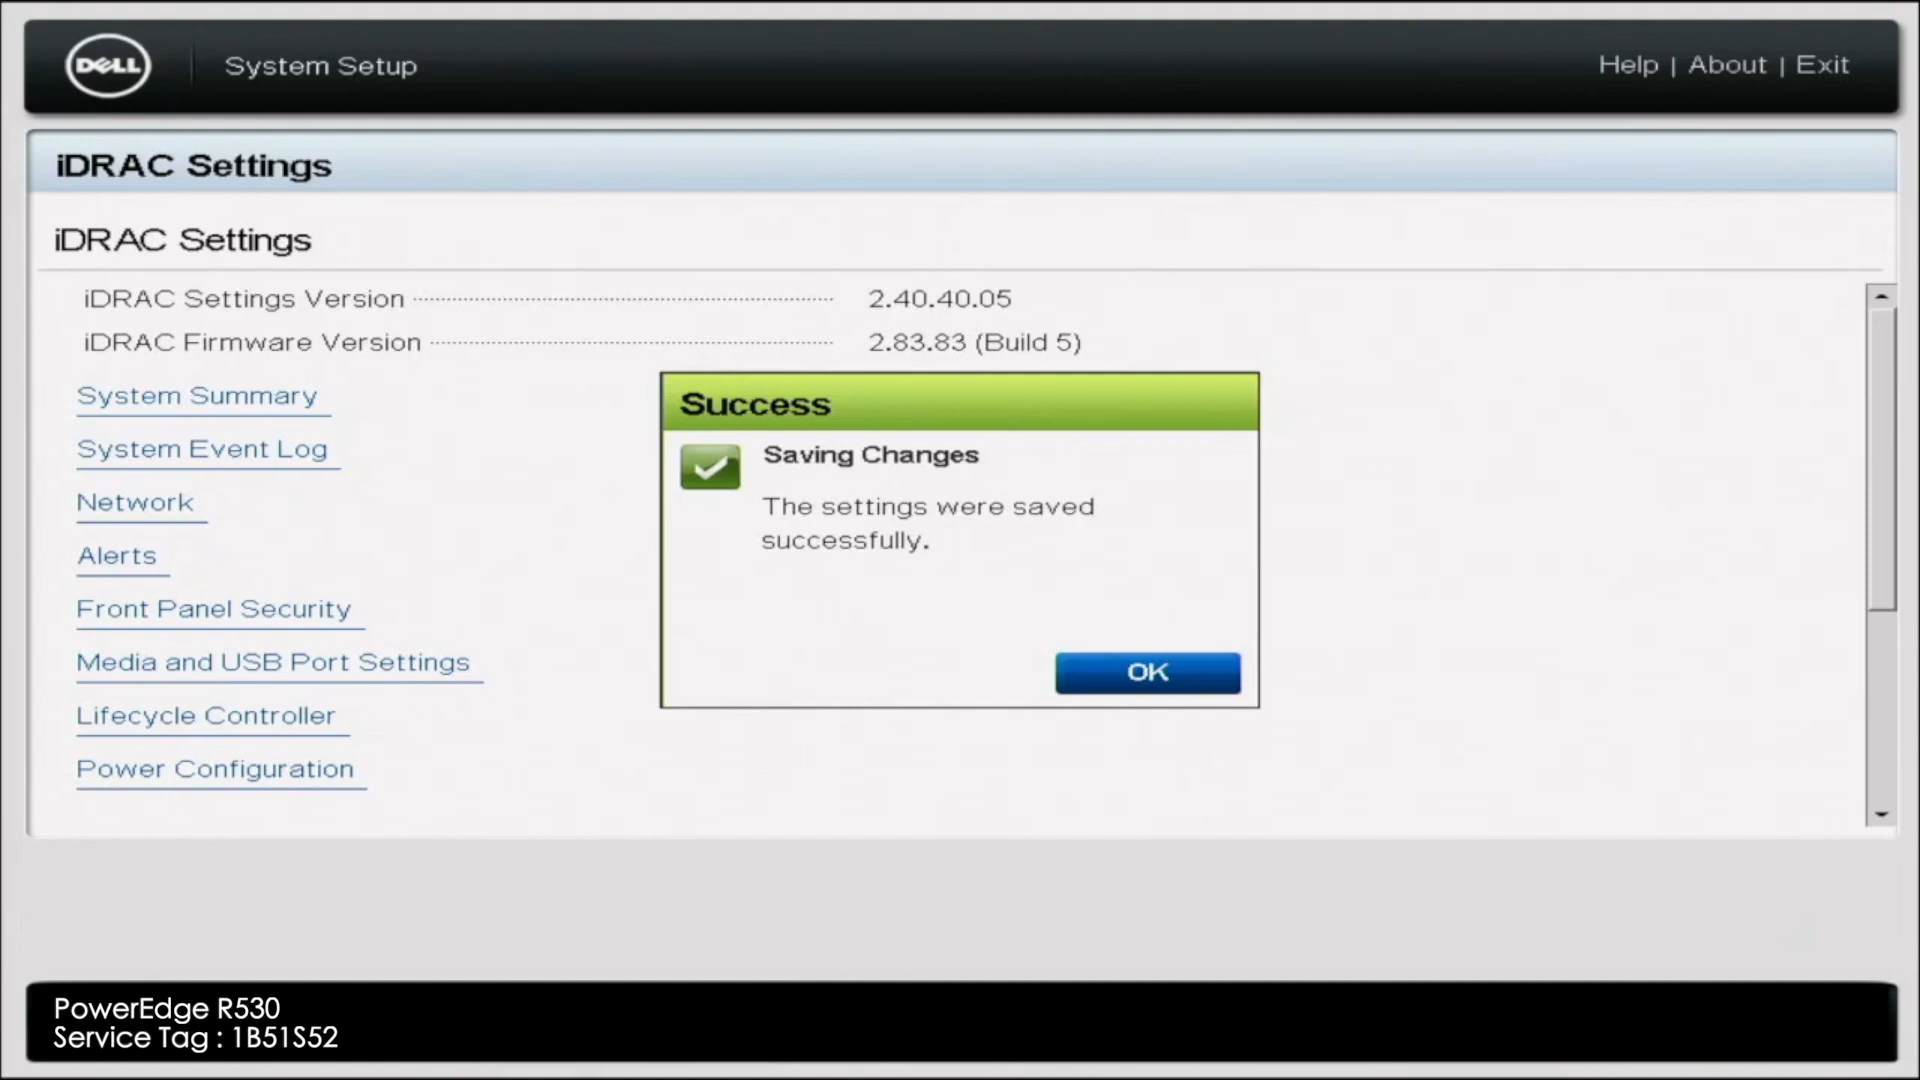 DELL
System Setup
Help | About | Exit
iDRAC Settings
iDRAC Settings
iDRAC Settings Version 2.40.40.05
iDRAC Firmware Version 2.83.83 (Build 5)
System Summary
System Event Log
Network
Alerts
Front Panel Security
Media and USB Port Settings
Lifecycle Controller
Power Configuration
Success
Saving Changes
The settings were saved
successfully.
OK
PowerEdge R530
Service Tag : 1B51S52